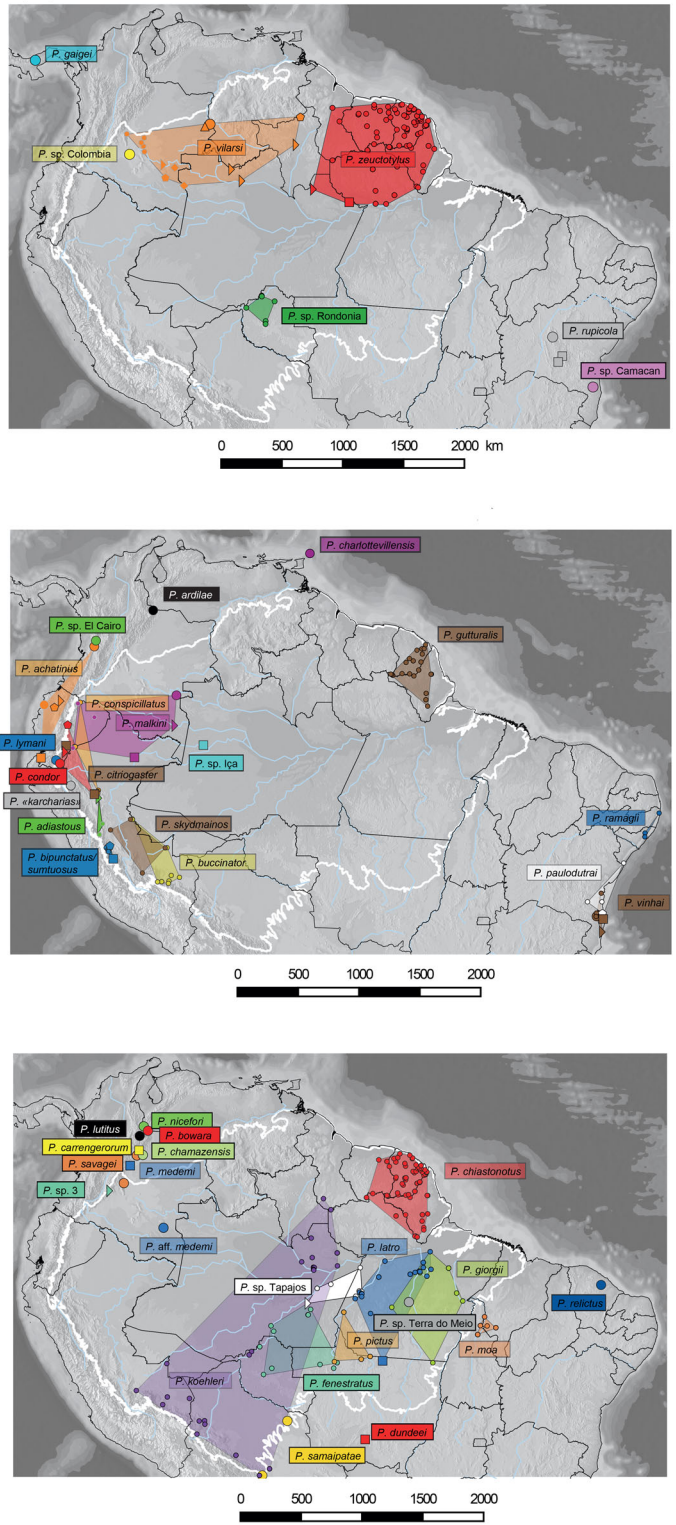 P. gaigei
P. vilarsi
P. sp. Colombia
P. zeuctotylus
P. sp. Rondonia
P. rupicola
P. sp. Camacan
0 500 1000 1500 2000 km
P. charlottevillensis
P. ardilae
P. sp. El Cairo
P. gutturalis
P. achatinus
P. conspicillatus
P. malkini
P. lymani
P. sp. Iça
P. condor
P. citriogaster
P. «karcharias»
P. adiastous
P. skydmainos
P. ramagii
P. bipunctatus/
sumtuosus
P. buccinator
P. paulodutrai
P. vinhai
0 500 1000 1500 2000
P. nicefori
P. lutitus
P. bowara
P. carrengerorum
P. chamazensis
P. savagei
P. medemi
P. chiastonotus
P. sp. 3
P. aff. medemi
P. latro
P. giorgii
P. sp. Tapajos
P. relictus
P. sp. Terra do Meio
P. pictus
P. moa
P. koehleri
P. fenestratus
P. dundeei
P. samaipatae
0 500 1000 1500 2000